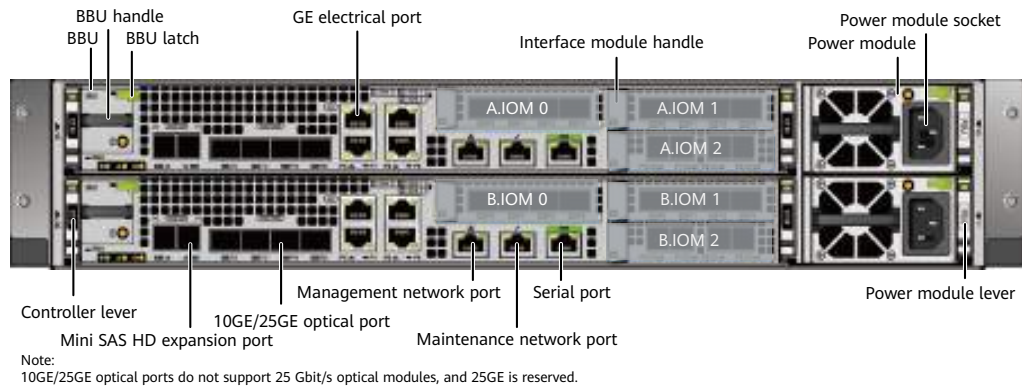 BBU handle
GE electrical port
Power module socket
BBU
BBU latch
Interface module handle
Power module
A.IOM 0
A.IOM 1
A.IOM 2
B.IOM 0
B.IOM 1
B.IOM 2
Management network port
Serial port
Power module lever
Controller lever
10GE/25GE optical port
Mini SAS HD expansion port
Maintenance network port
Note:
10GE/25GE optical ports do not support 25 Gbit/s optical modules, and 25GE is reserved.